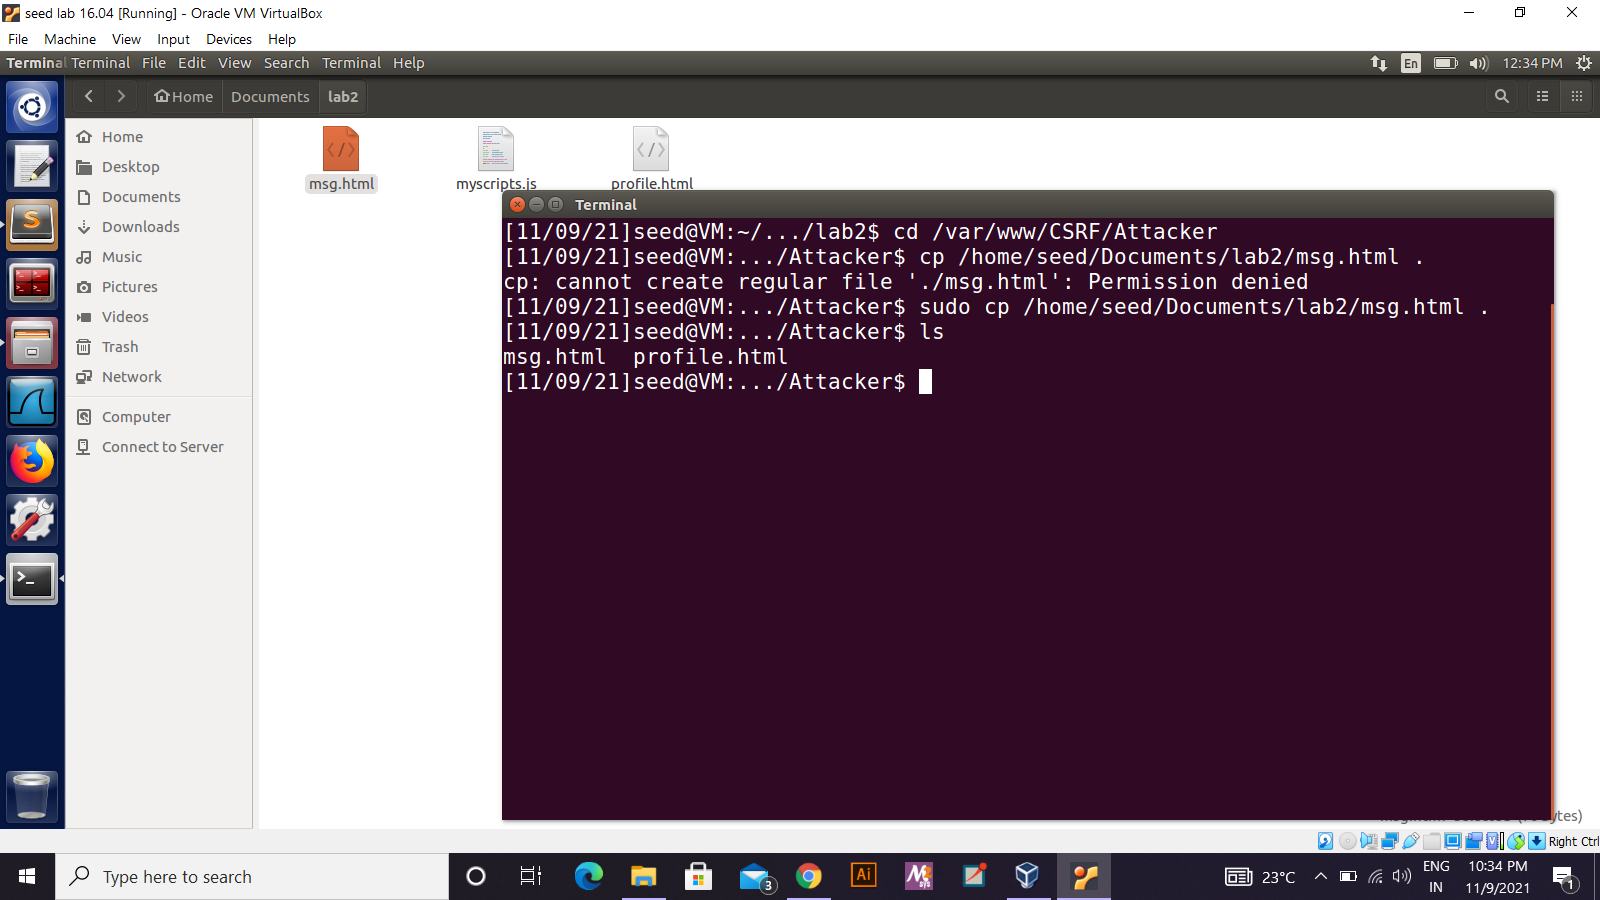 seed lab 16.04 [Running] - Oracle VM VirtualBox
File Machine View Input Devices Help
Terminal Terminal File Edit View Search Terminal Help
En
12:34 PM
Home Documents lab2
Home
Desktop
Documents
Downloads
Music
Pictures
Videos
Trash
Network
Computer
Connect to Server
msg.html myscripts.js profile.html
Terminal
[11/09/21]seed@VM:~/.../lab2$ cd /var/www/CSRF/Attacker
[11/09/21]seed@VM:.../Attacker$ cp /home/seed/Documents/lab2/msg.html .
cp: cannot create regular file './msg.html': Permission denied
[11/09/21]seed@VM:.../Attacker$ sudo cp /home/seed/Documents/lab2/msg.html .
[11/09/21]seed@VM:.../Attacker$ ls
msg.html profile.html
[11/09/21]seed@VM:.../Attacker$
Right Ctrl
Type here to search
3
Ai
23°C
ENG
IN
10:34 PM
11/9/2021
1